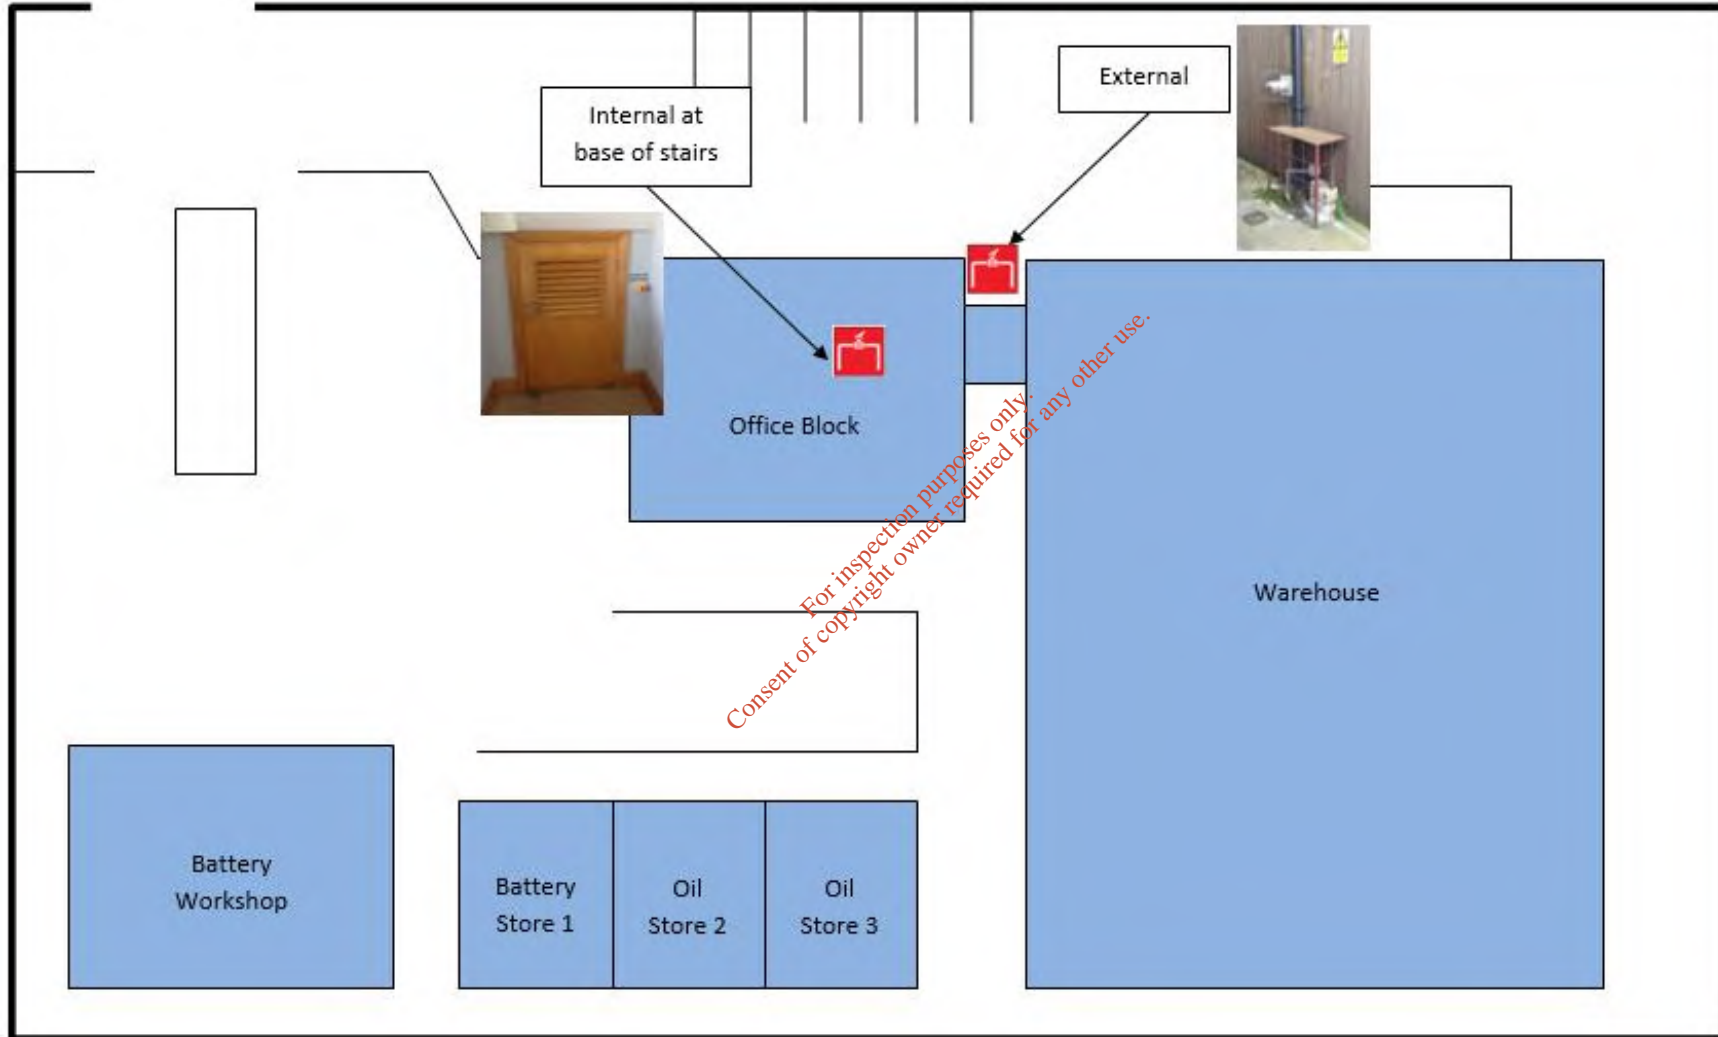 Internal at
base of stairs
External
Office Block
For inspection purposes only.
Consent of copyright owner required for any other use.
Warehouse
Battery
Workshop
Battery
Store 1
Oil
Store 2
Oil
Store 3